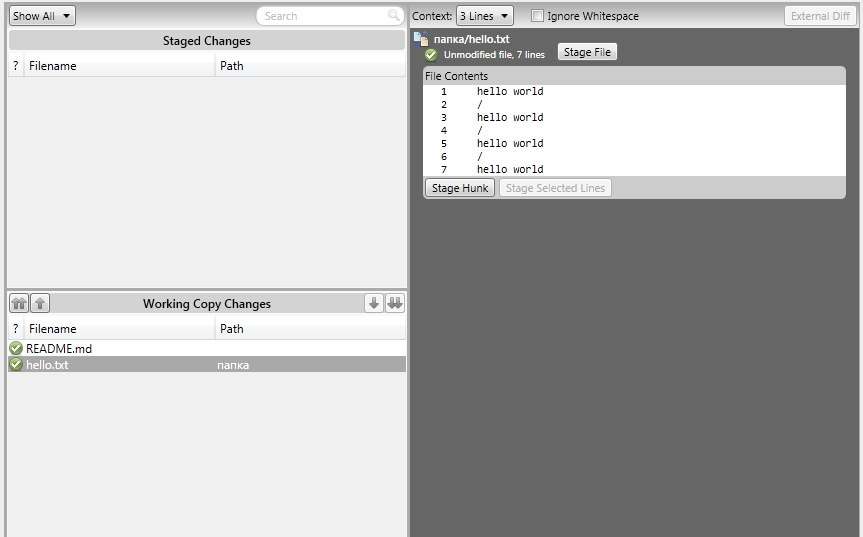 Show All
Search
Staged Changes
? Filename Path
Working Copy Changes
? Filename Path
README.md
hello.txt папка
Context: 3 Lines Ignore Whitespace External Diff
папка/hello.txt
Unmodified file, 7 lines Stage File
File Contents
1 hello world
2 /
3 hello world
4 /
5 hello world
6 /
7 hello world
Stage Hunk Stage Selected Lines